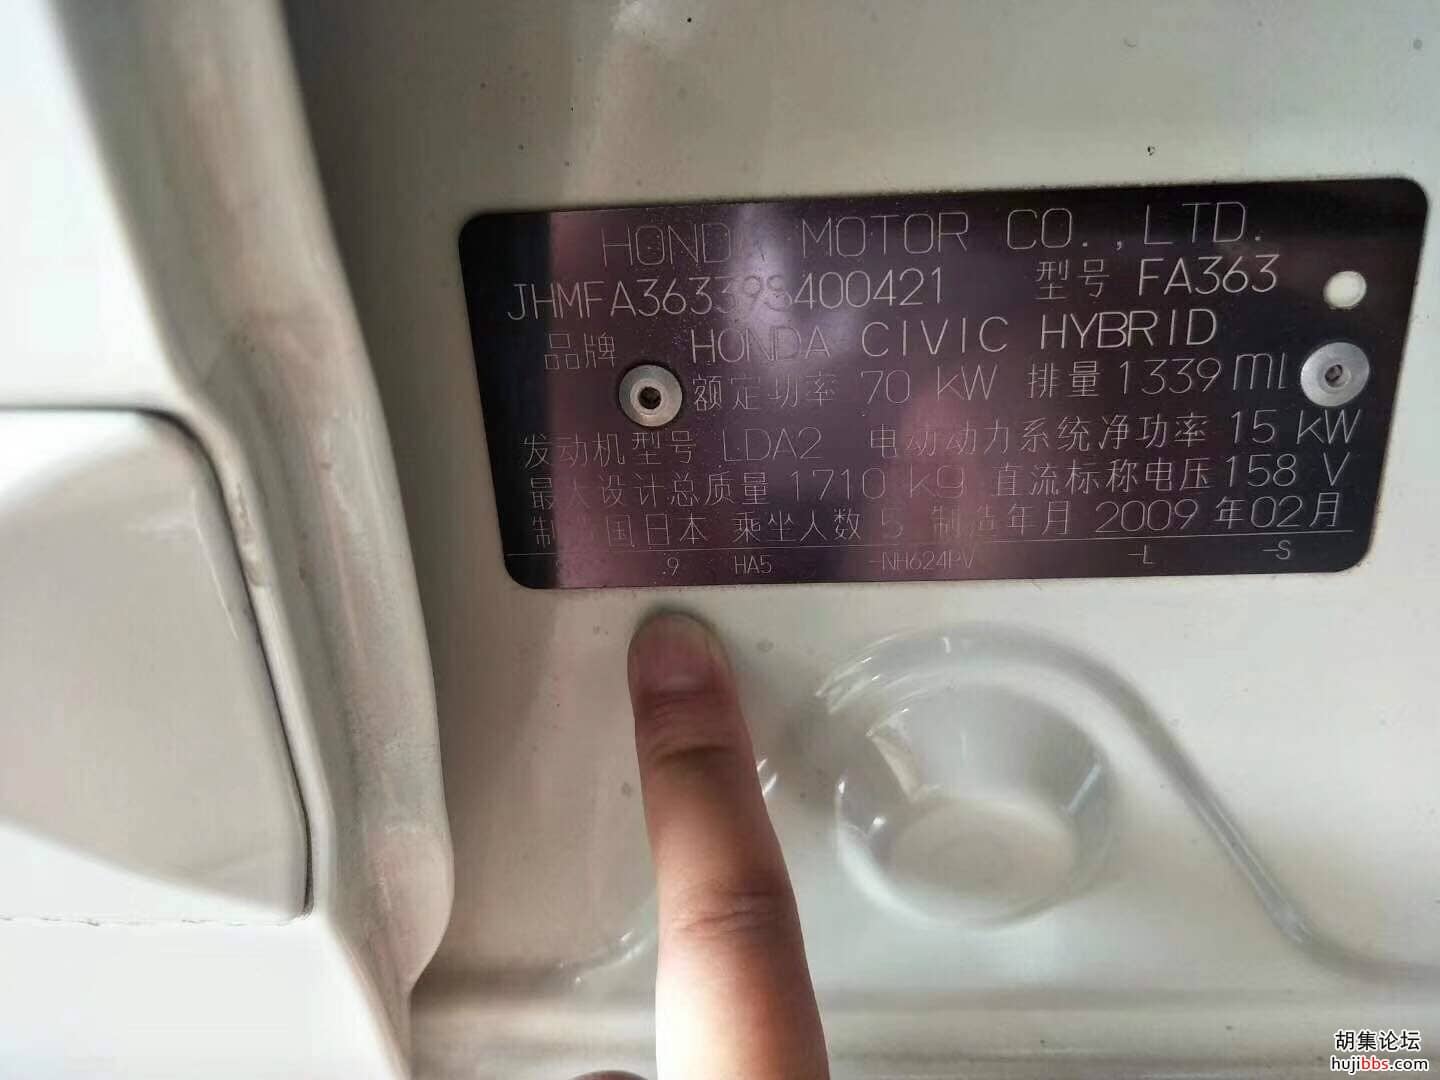 HONDA MOTOR CO.,LTD.
JHMFA36339S400421 型号 FA363
品牌 HONDA CIVIC HYBRID
额定功率 70 kW 排量 1339 ml
发动机型号 LDA2 电动动力系统净功率 15 kW
最大设计总质量 1710 kg 直流标称电压 158 V
制 国日本 乘坐人数 5 制造年月 2009 年02 月
.9 HA5 -NH624PV -L -S
胡集论坛
hujibbs.com